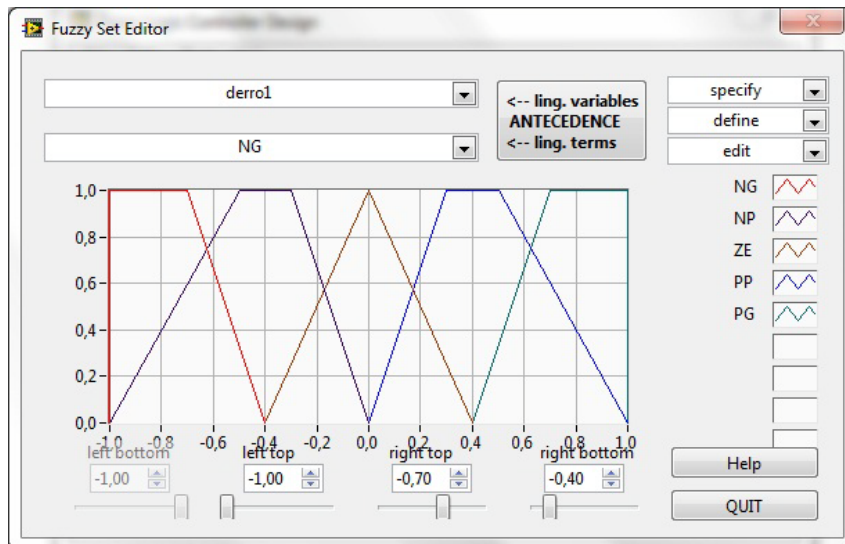 Fuzzy Set Editor
derro1
NG
<-- ling. variables
ANTECEDENCE
<-- ling. terms
specify
define
edit
NG
NP
ZE
PP
PG
1,0
0,8
0,6
0,4
0,2
0,0
-1,0 -0,8 -0,6 -0,4 -0,2 0,0 0,2 0,4 0,6 0,8 1,0
left bottom left top right top right bottom
-1,00 -1,00 -0,70 -0,40
Help
QUIT